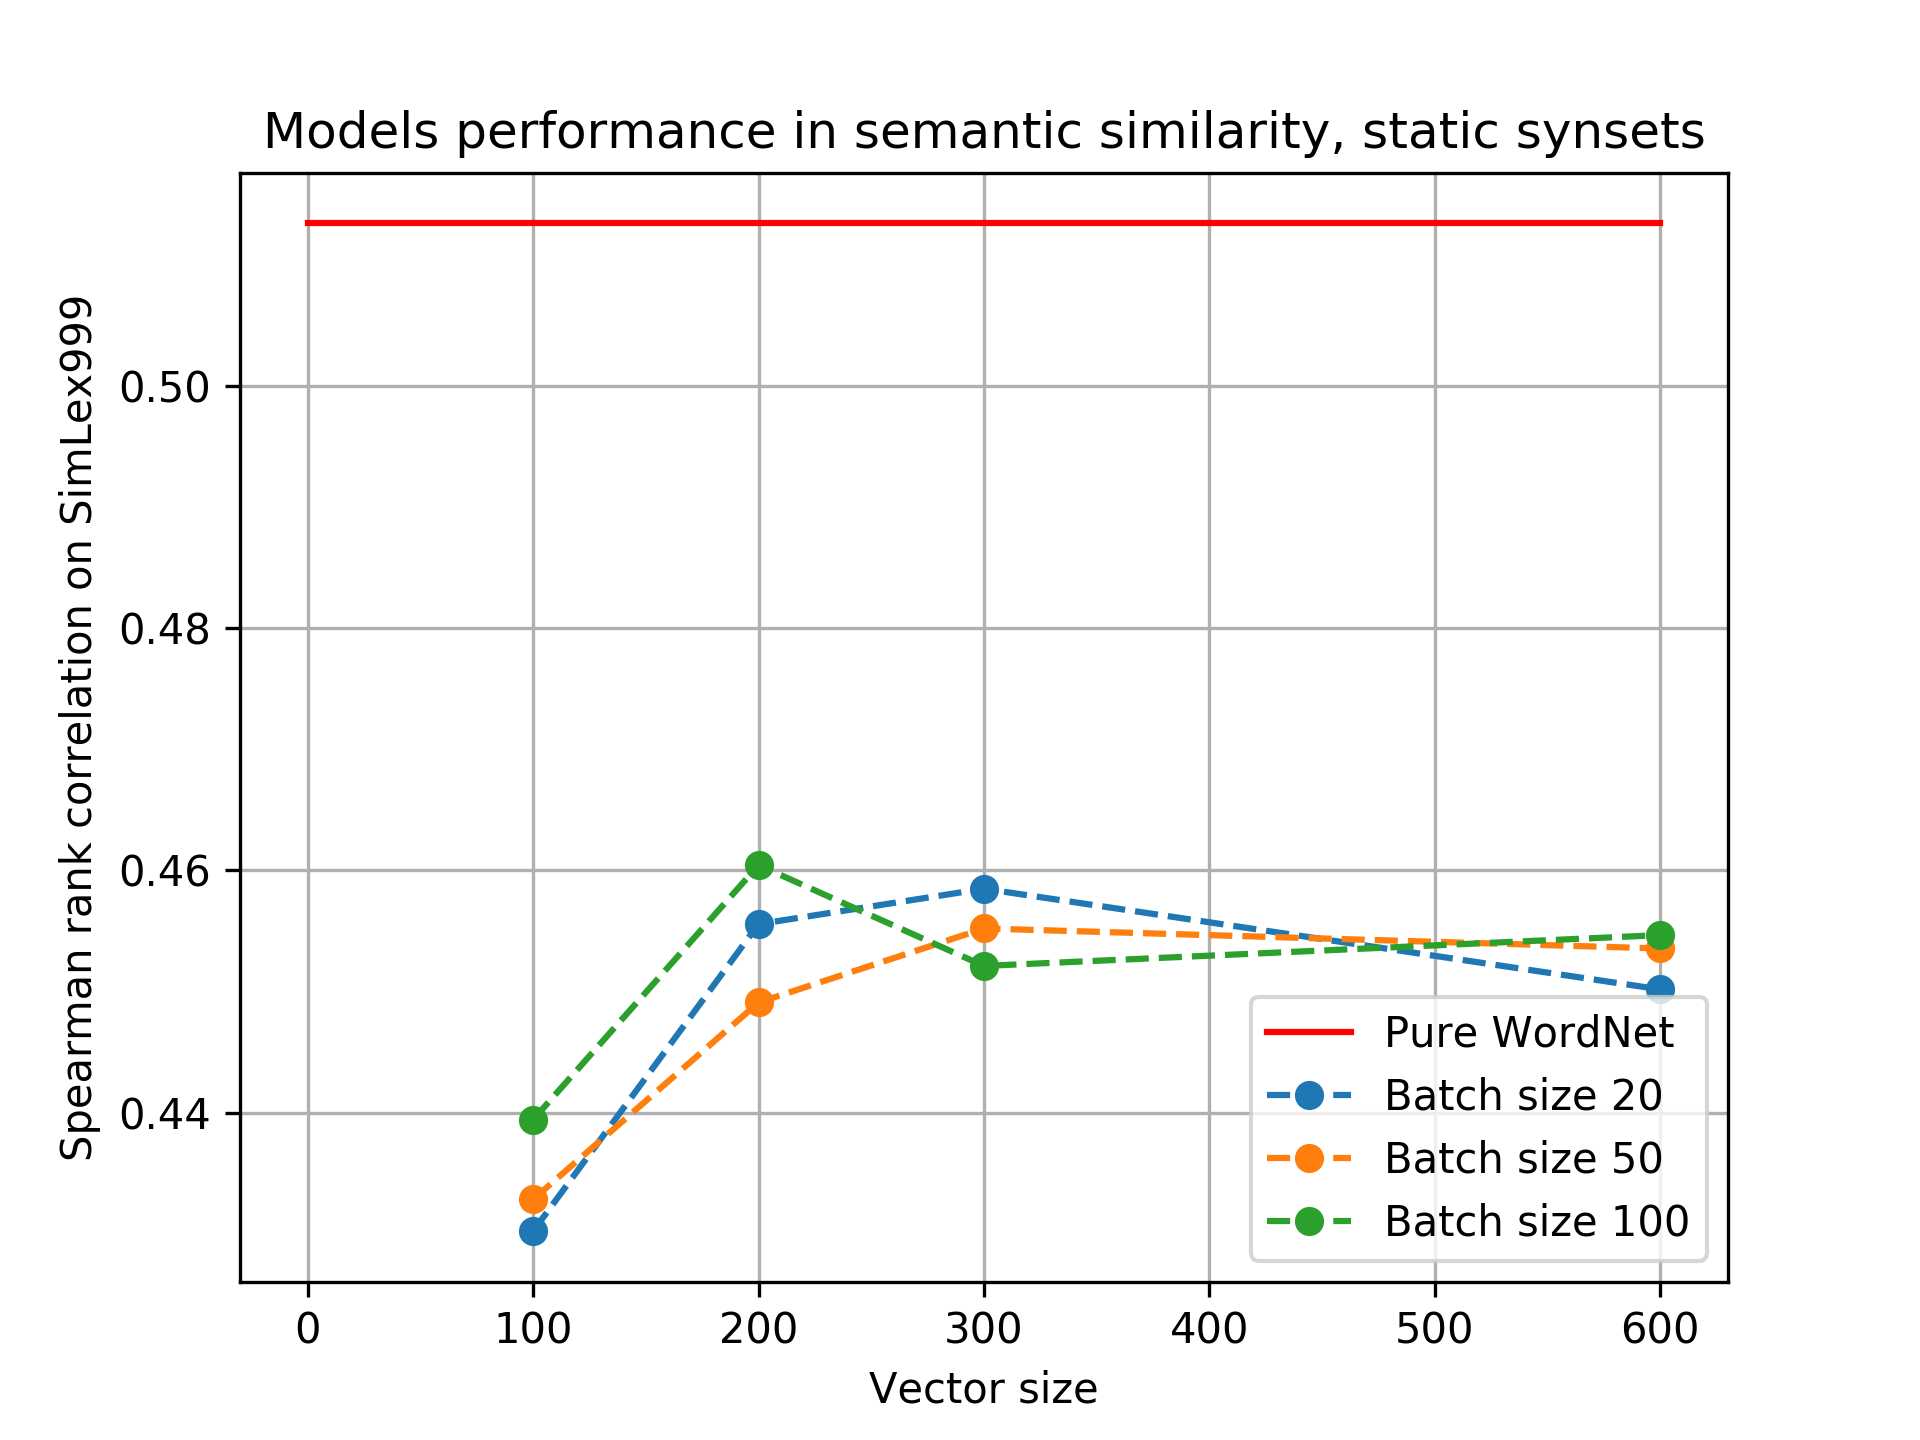 Models performance in semantic similarity, static synsets
Spearman rank correlation on SimLex999
0.50
0.48
0.46
0.44
Pure WordNet
Batch size 20
Batch size 50
Batch size 100
0 100 200 300 400 500 600
Vector size